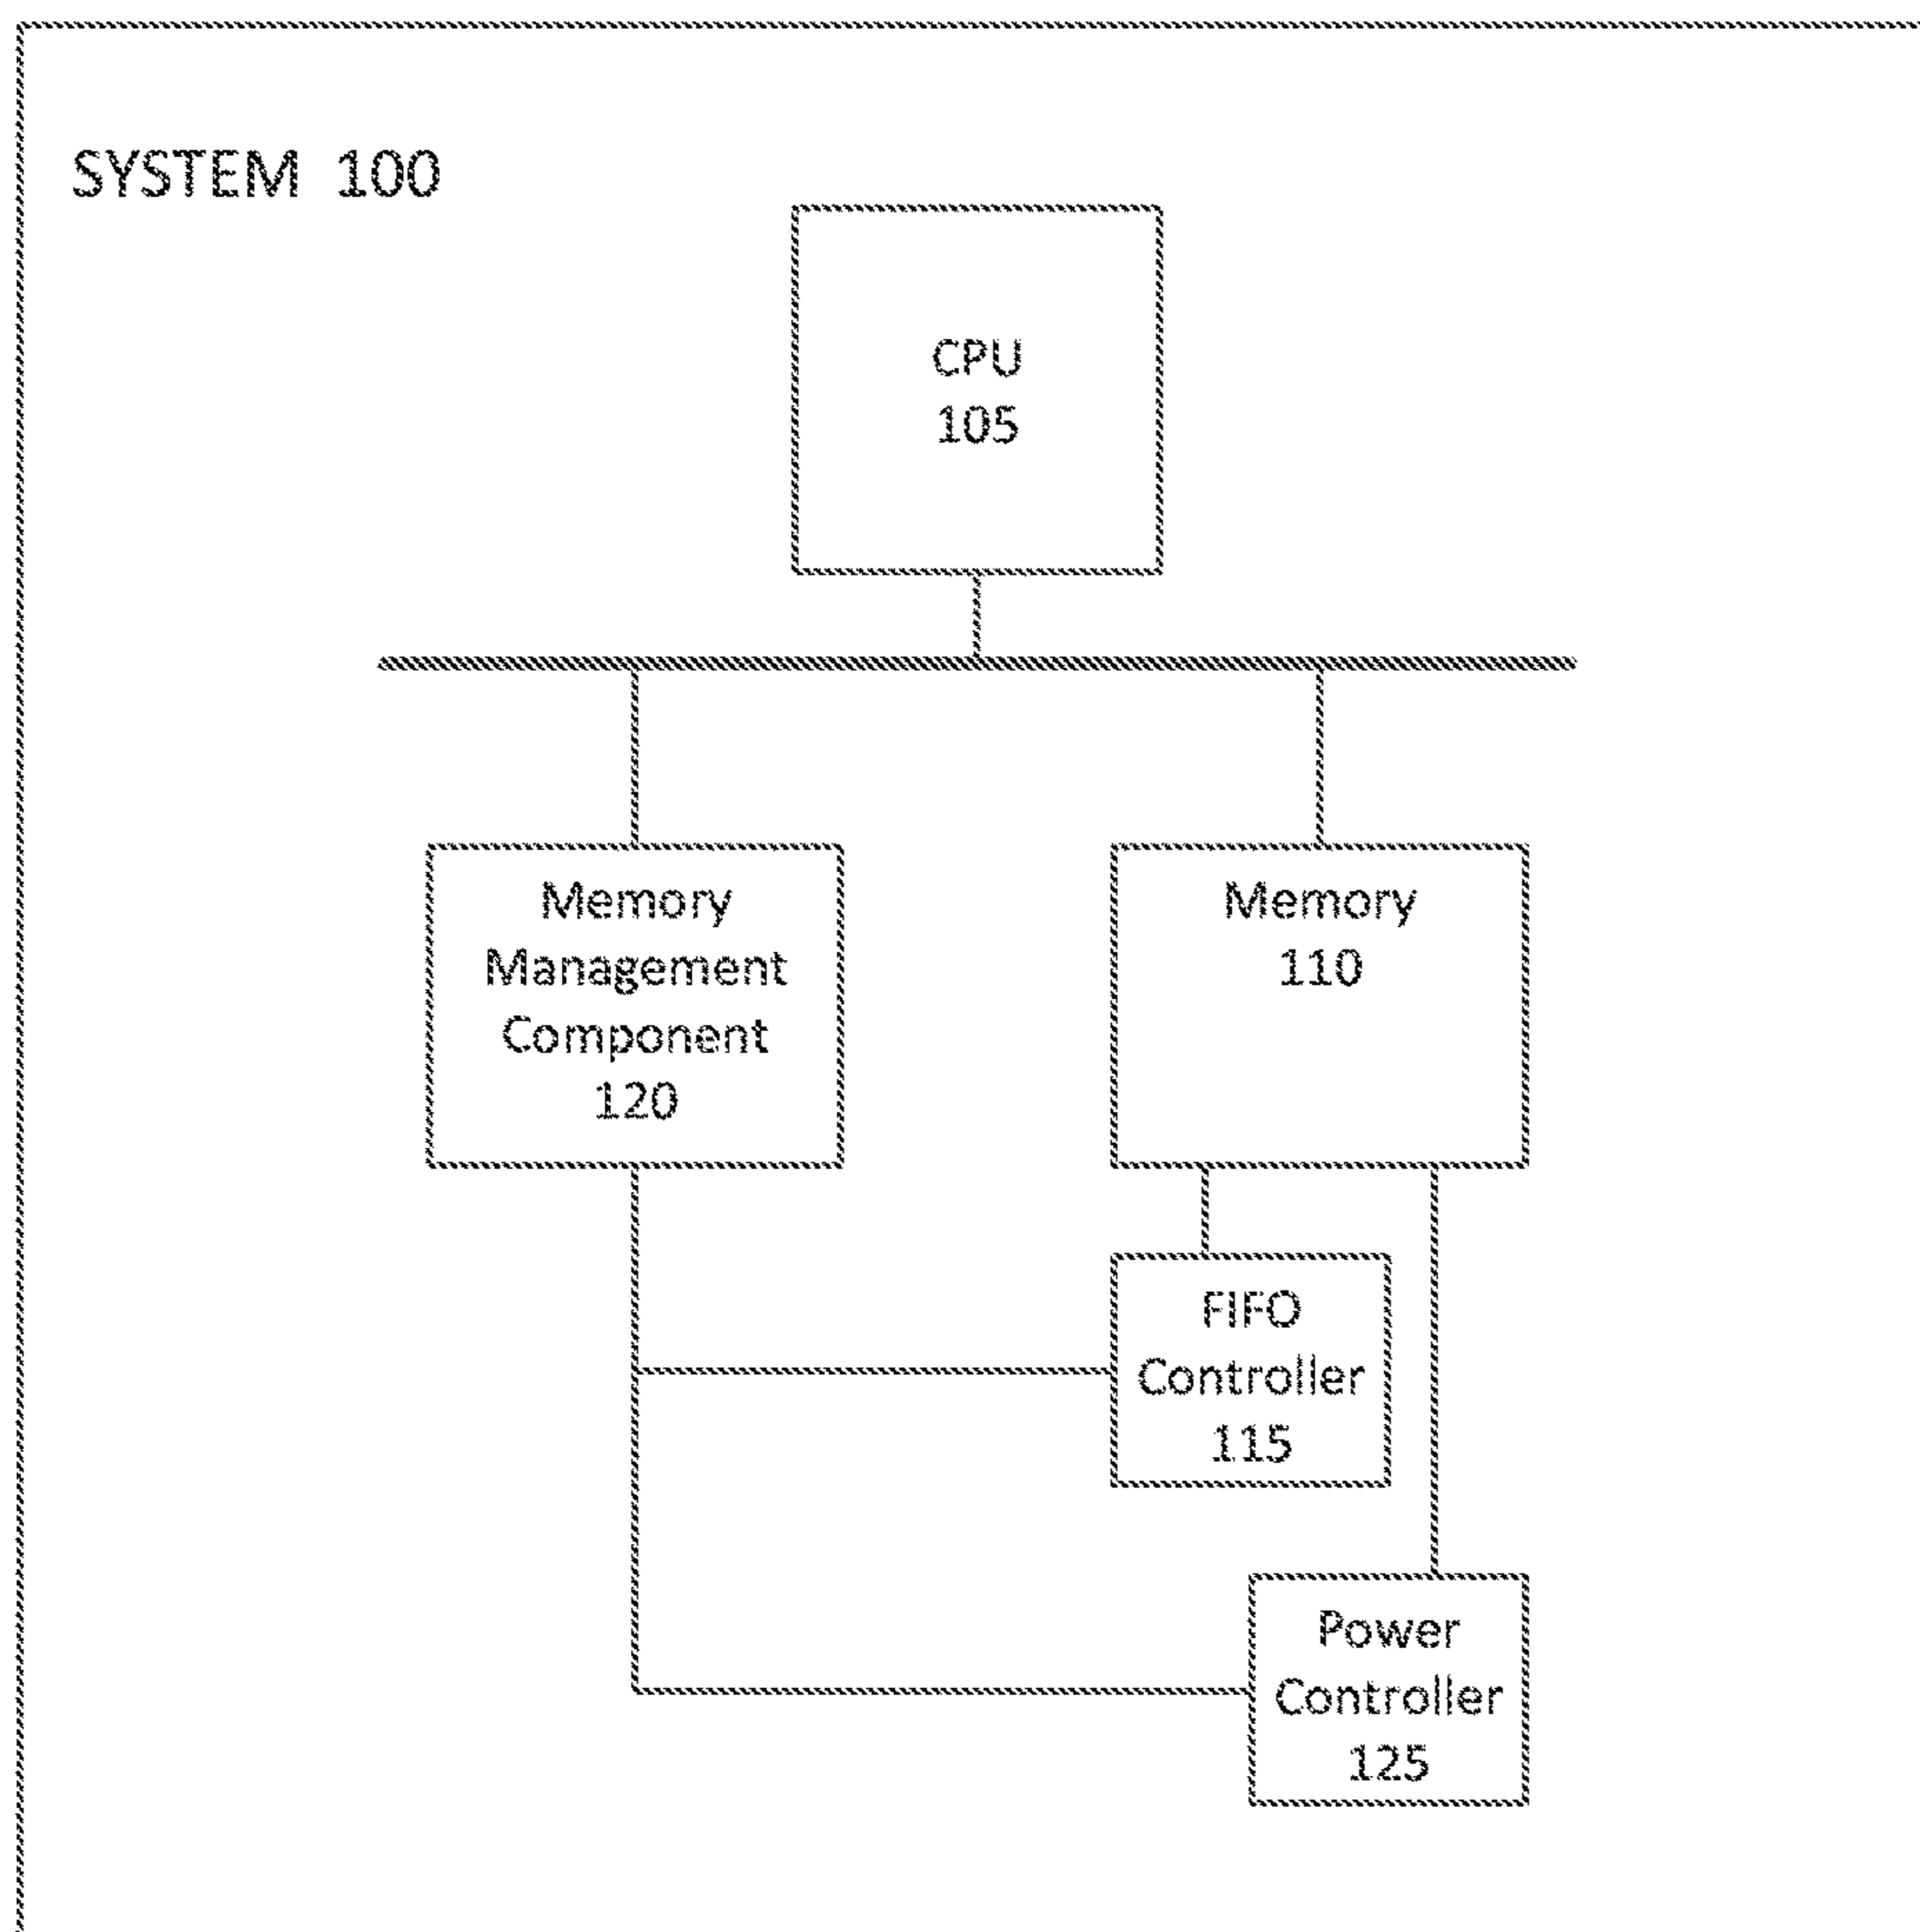 SYSTEM 100
CPU
105
Memory
Management
Component
120
Memory
110
FIFO
Controller
115
Power
Controller
125